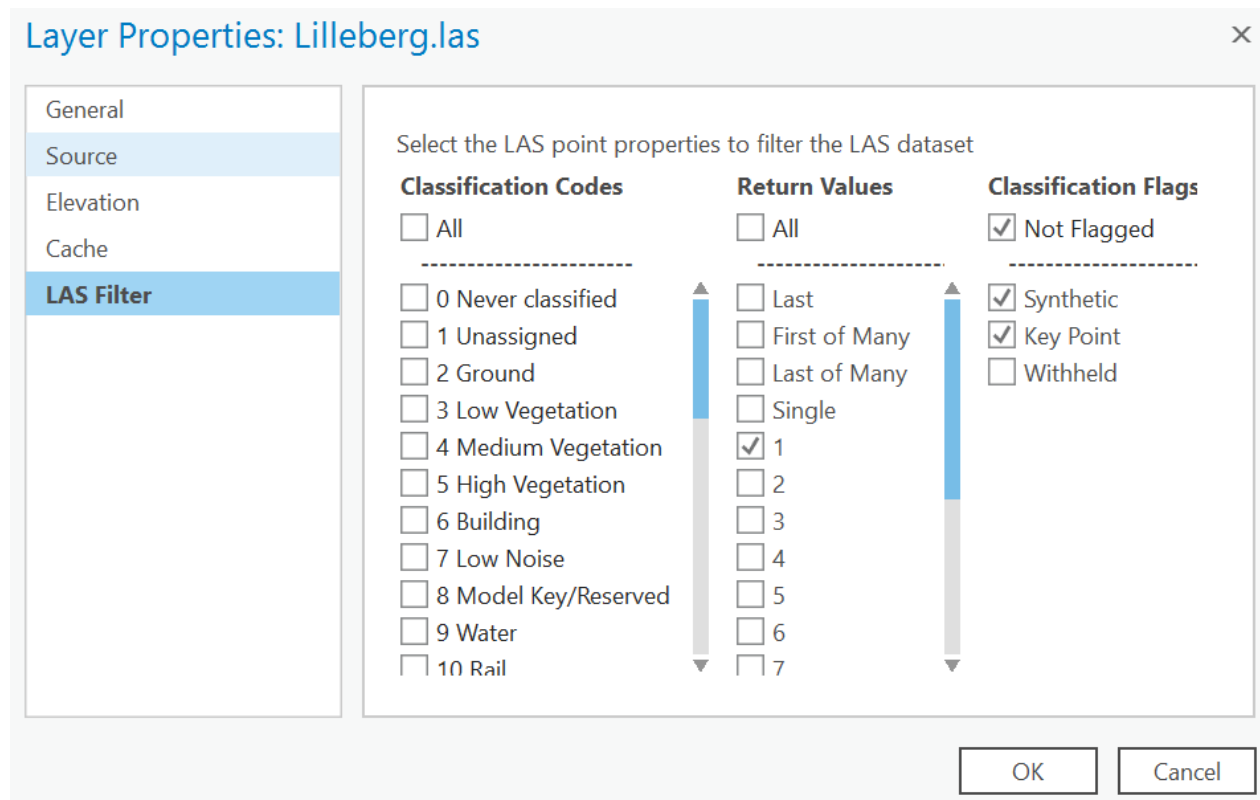 Layer Properties: Lilleberg.las
General
Source
Elevation
Cache
LAS Filter
Select the LAS point properties to filter the LAS dataset
Classification Codes
All
0 Never classified
1 Unassigned
2 Ground
3 Low Vegetation
4 Medium Vegetation
5 High Vegetation
6 Building
7 Low Noise
8 Model Key/Reserved
9 Water
10 Rail
Return Values
All
Last
First of Many
Last of Many
Single
1
2
3
4
5
6
7
Classification Flags
Not Flagged
Synthetic
Key Point
Withheld
OK
Cancel